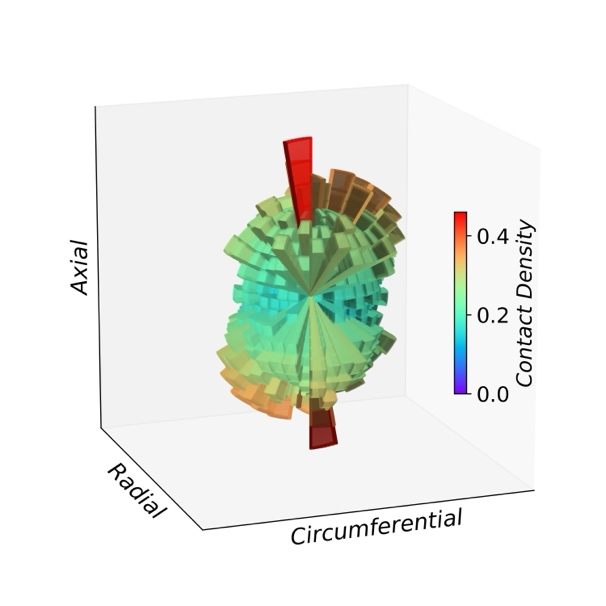 Axial
0.4
0.2
0.0
Contact Density
Radial
Circumferential